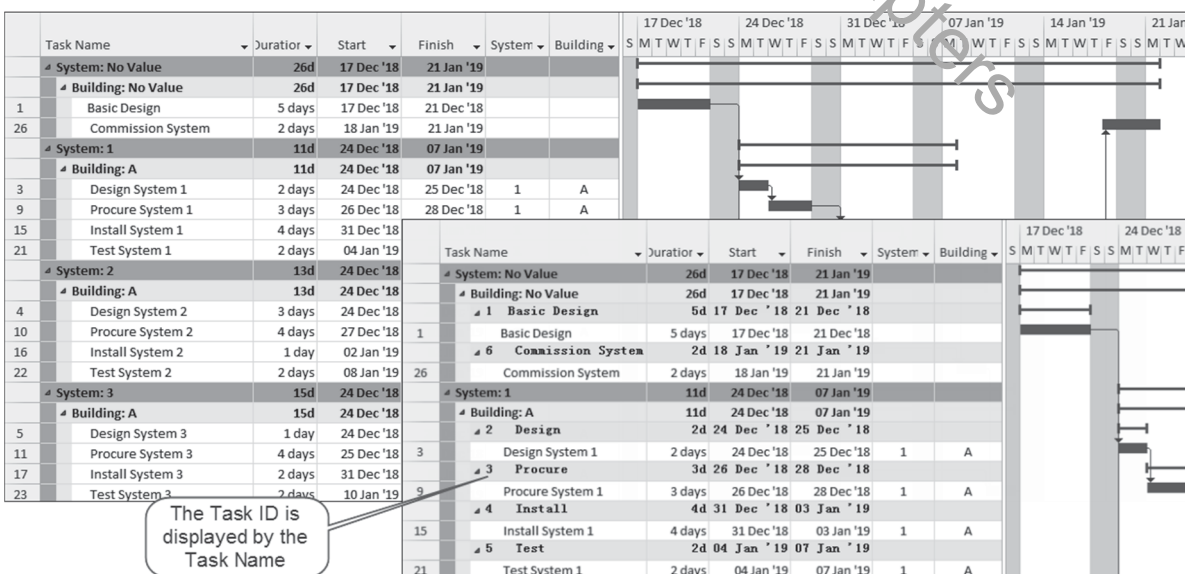 pters
17 Dec '18 24 Dec '18 31 Dec '18 07 Jan '19 14 Jan '19 21 Jan
Task Name Duration Start Finish System Building S M T W T F S S M T W T F S S M T W T F S S M T W T F S S M T W T F S S M T W
System: No Value 26d 17 Dec '18 21 Jan '19
Building: No Value 26d 17 Dec '18 21 Jan '19
1 Basic Design 5 days 17 Dec '18 21 Dec '18
26 Commission System 2 days 18 Jan '19 21 Jan '19
System: 1 11d 24 Dec '18 07 Jan '19
Building: A 11d 24 Dec '18 07 Jan '19
3 Design System 1 2 days 24 Dec '18 25 Dec '18 1 A
9 Procure System 1 3 days 26 Dec '18 28 Dec '18 1 A
15 Install System 1 4 days 31 Dec '18
21 Test System 1 2 days 04 Jan '19
System: 2 13d 24 Dec '18
Building: A 13d 24 Dec '18
4 Design System 2 3 days 24 Dec '18
10 Procure System 2 4 days 27 Dec '18
16 Install System 2 1 day 02 Jan '19
22 Test System 2 2 days 08 Jan '19
System: 3 15d 24 Dec '18
Building: A 15d 24 Dec '18
5 Design System 3 1 day 24 Dec '18
11 Procure System 3 4 days 25 Dec '18
17 Install System 3 2 days 31 Dec '18
23 Test System 3 2 days 10 Jan '19
17 Dec '18 24 Dec '18
Task Name Duration Start Finish System Building S M T W T F S S M T W T F
System: No Value 26d 17 Dec '18 21 Jan '19
Building: No Value 26d 17 Dec '18 21 Jan '19
1 Basic Design 5d 17 Dec '18 21 Dec '18
1 Basic Design 5 days 17 Dec '18 21 Dec '18
6 Commission System 2d 18 Jan '19 21 Jan '19
26 Commission System 2 days 18 Jan '19 21 Jan '19
System: 1 11d 24 Dec '18 07 Jan '19
Building: A 11d 24 Dec '18 07 Jan '19
2 Design 2d 24 Dec '18 25 Dec '18
3 Design System 1 2 days 24 Dec '18 25 Dec '18 1 A
3 Procure 3d 26 Dec '18 28 Dec '18
9 Procure System 1 3 days 26 Dec '18 28 Dec '18 1 A
4 Install 4d 31 Dec '18 03 Jan '19
15 Install System 1 4 days 31 Dec '18 03 Jan '19 1 A
5 Test 2d 04 Jan '19 07 Jan '19
21 Test System 1 2 days 04 Jan '19 07 Jan '19 1 A
The Task ID is
displayed by the
Task Name